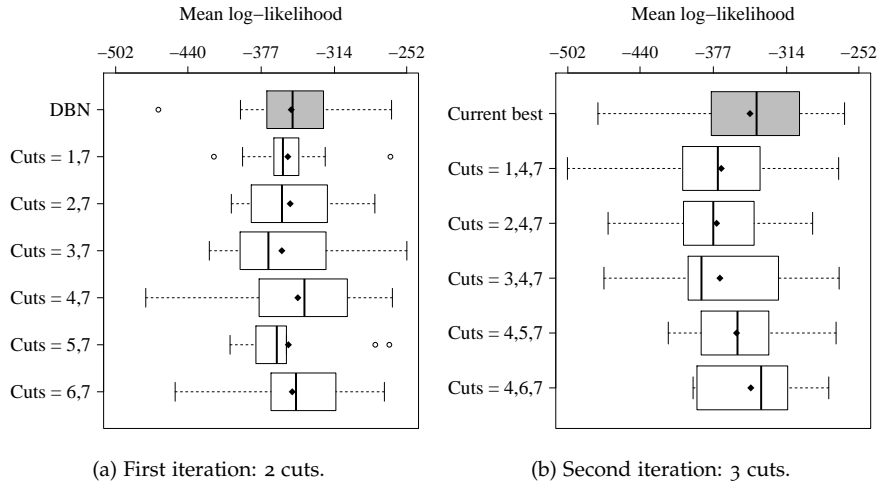 Mean log−likelihood
−502 −440 −377 −314 −252
DBN
Cuts = 1,7
Cuts = 2,7
Cuts = 3,7
Cuts = 4,7
Cuts = 5,7
Cuts = 6,7
(a) First iteration: 2 cuts.
Mean log−likelihood
−502 −440 −377 −314 −252
Current best
Cuts = 1,4,7
Cuts = 2,4,7
Cuts = 3,4,7
Cuts = 4,5,7
Cuts = 4,6,7
(b) Second iteration: 3 cuts.